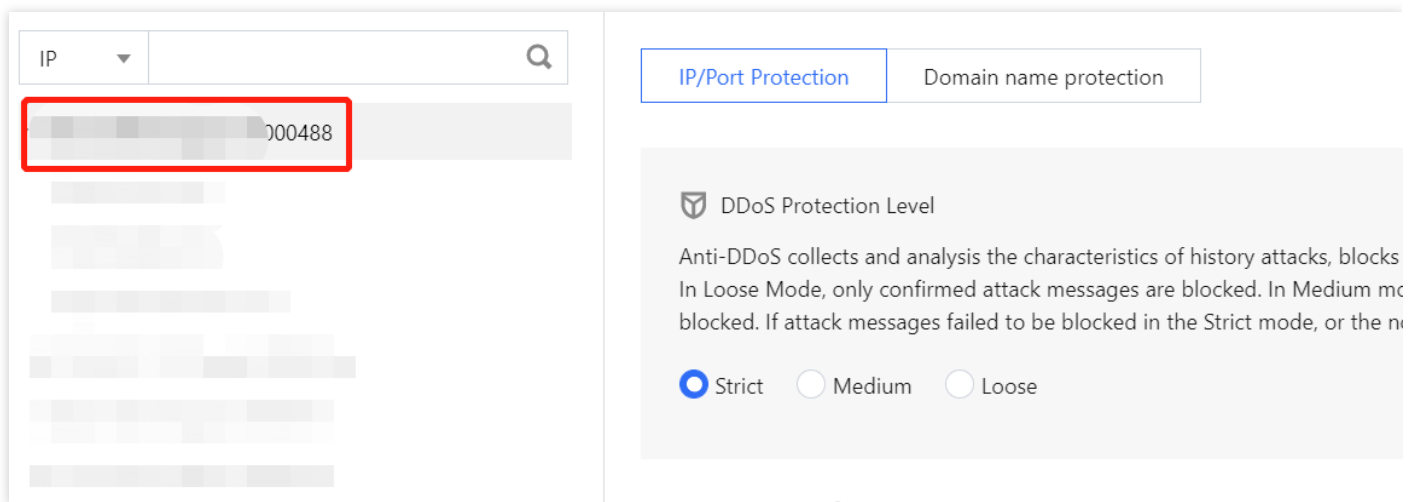 IP
000488
IP/Port Protection
Domain name protection
DDoS Protection Level
Anti-DDoS collects and analysis the characteristics of history attacks, blocks
In Loose Mode, only confirmed attack messages are blocked. In Medium mo
blocked. If attack messages failed to be blocked in the Strict mode, or the no
Strict
Medium
Loose